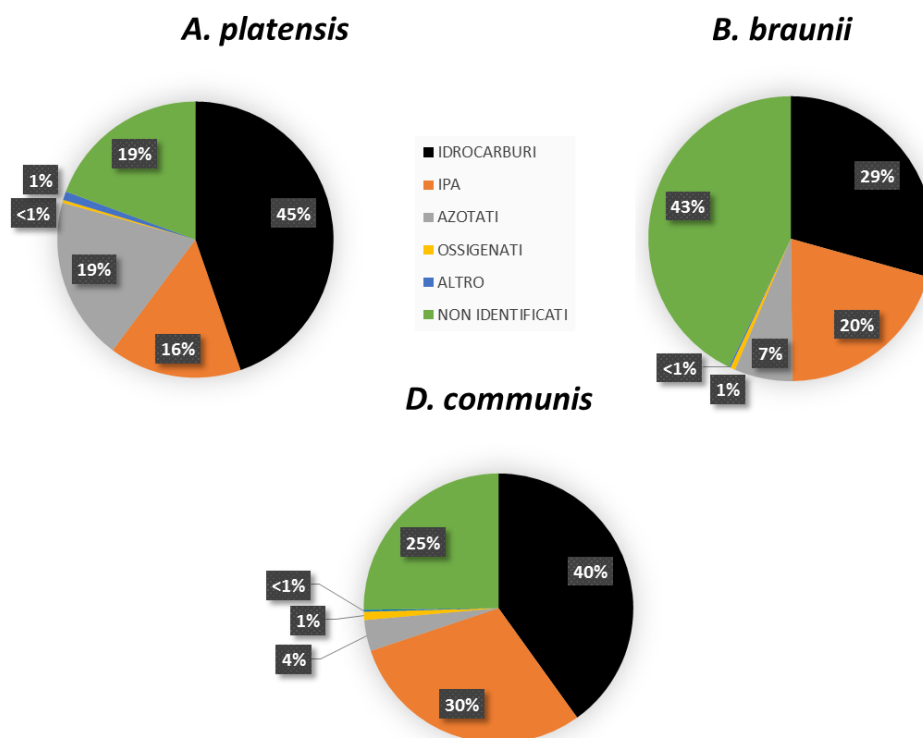 A. platensis
19%
1%
<1%
19%
16%
45%
IDROCARBURI
IPA
AZOTATI
OSSIGENATI
ALTRO
NON IDENTIFICATI
B. braunii
29%
43%
20%
7%
<1%
1%
D. communis
25%
40%
<1%
1%
4%
30%